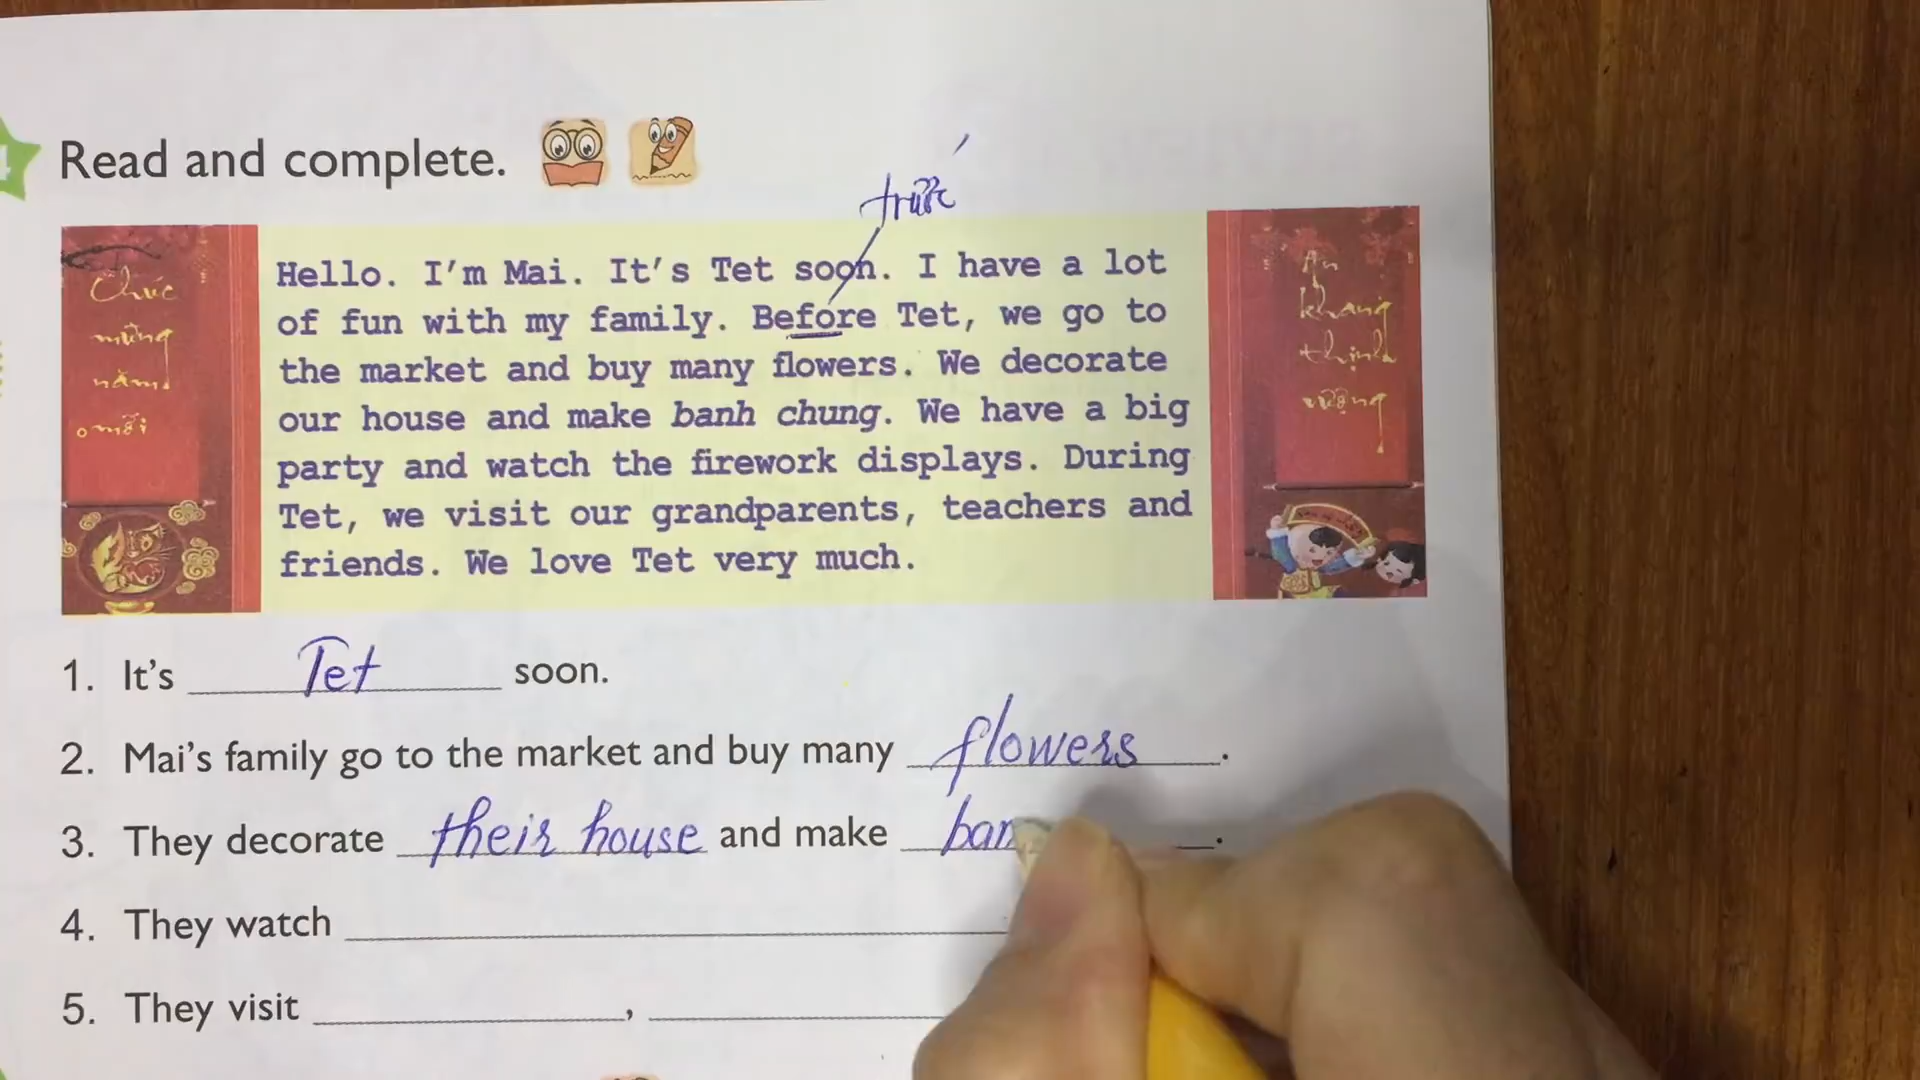 Read and complete.
trước
Chúc
mừng
năm
mới
Hello. I'm Mai. It's Tet soon. I have a lot
of fun with my family. Before Tet, we go to
the market and buy many flowers. We decorate
our house and make banh chung. We have a big
party and watch the firework displays. During
Tet, we visit our grandparents, teachers and
friends. We love Tet very much.
An
khang
thịnh
vượng
1. It's Tet soon.
2. Mai's family go to the market and buy many flowers.
3. They decorate their house and make ban .
4. They watch
5. They visit ,